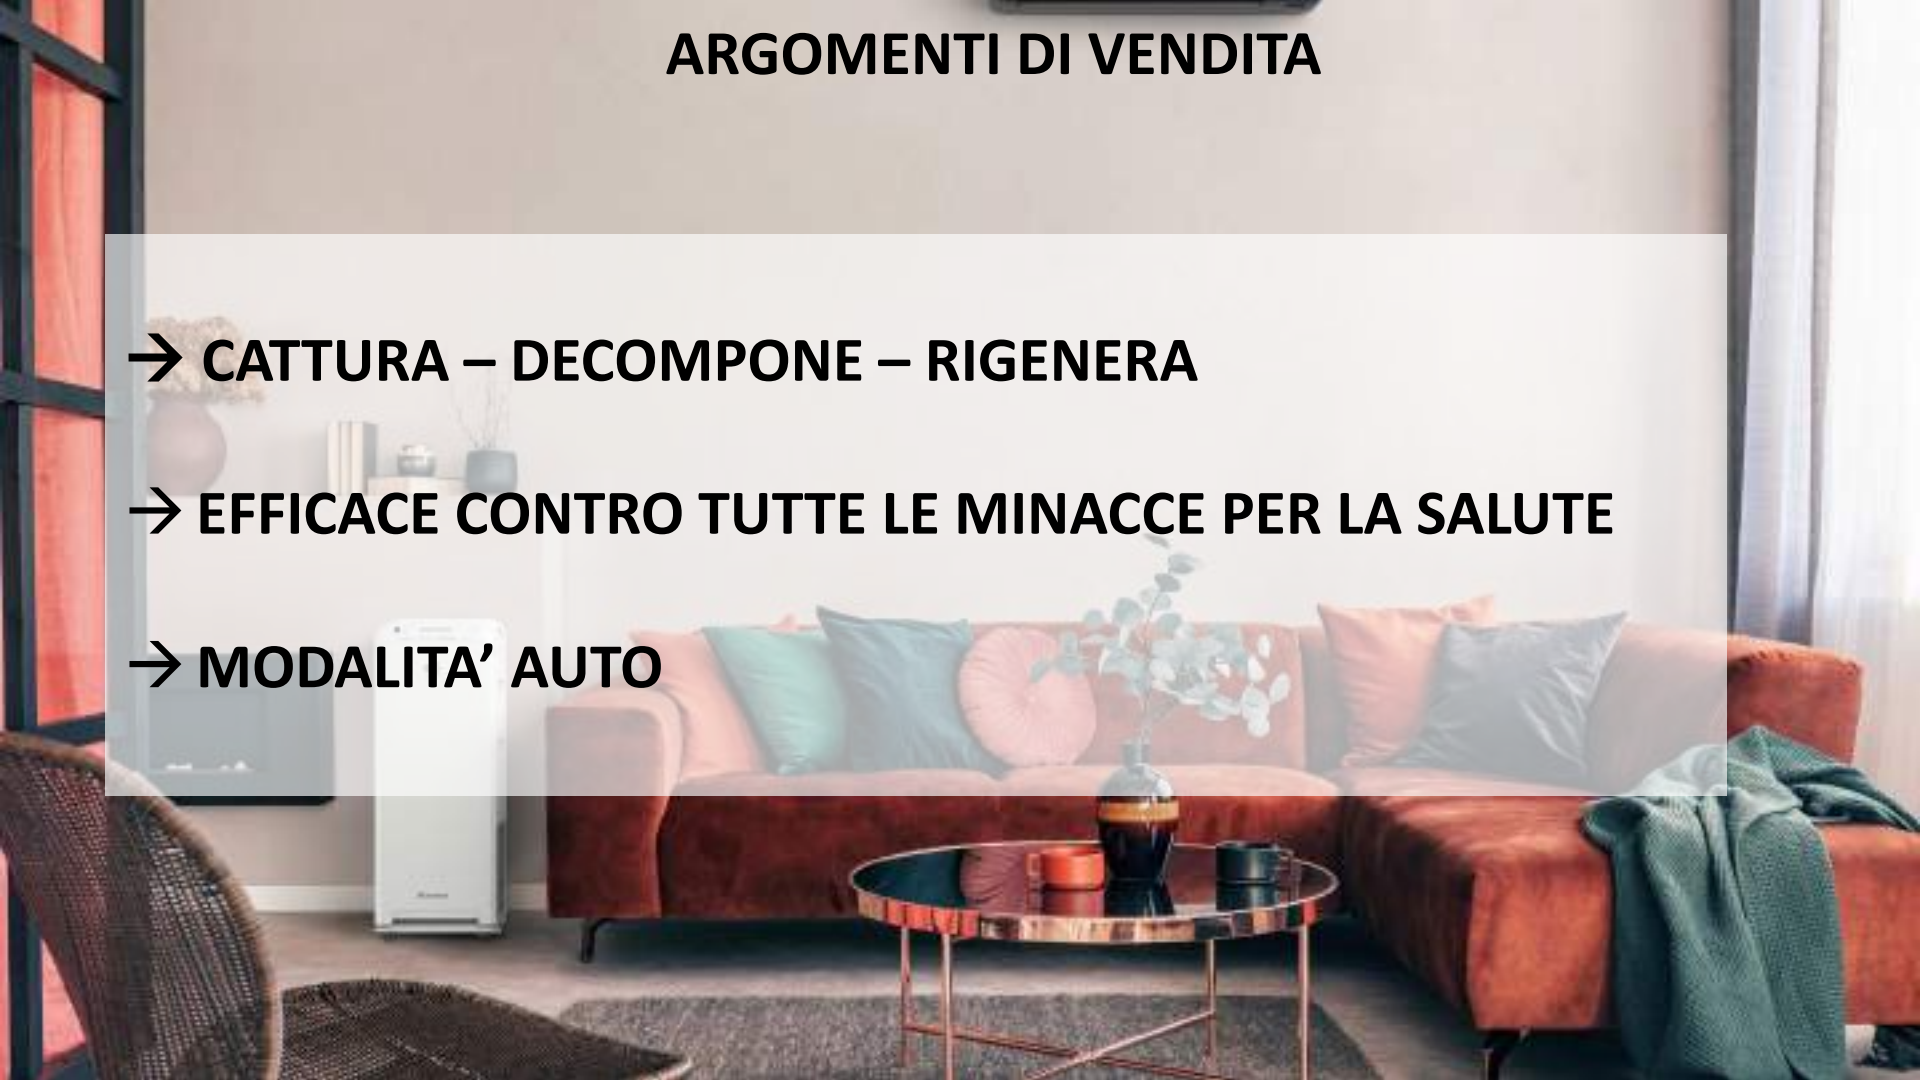 ARGOMENTI DI VENDITA
→ CATTURA – DECOMPONE – RIGENERA
→ EFFICACE CONTRO TUTTE LE MINACCE PER LA SALUTE
→ MODALITA’ AUTO